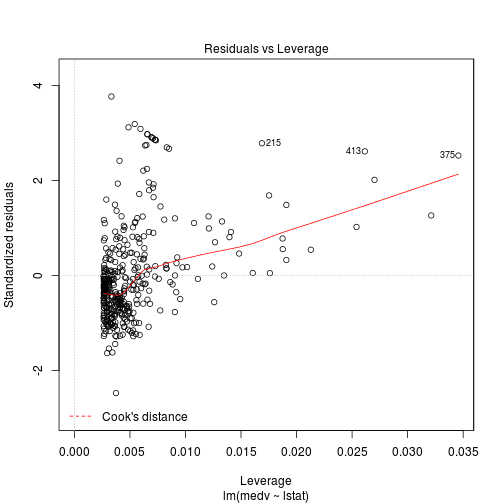 Residuals vs Leverage
Standardized residuals
4
2
0
-2
215
413
375
Cook's distance
0.000 0.005 0.010 0.015 0.020 0.025 0.030 0.035
Leverage
lm(medv ~ lstat)